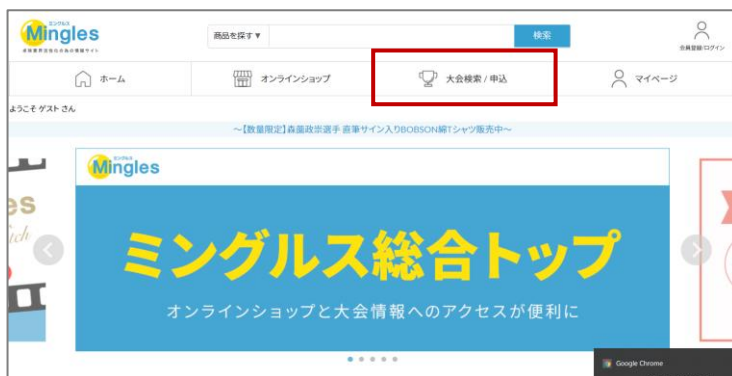 ミングルス
Mingles
商品を探す▼
検索
会員登録/ログイン
ホーム
オンラインショップ
大会検索 / 申込
マイページ
ようこそ ゲスト さん
～【数量限定】森薗政崇選手 直筆サイン入りBOBSON綿Tシャツ販売中～
Mingles
ミングルス総合トップ
オンラインショップと大会情報へのアクセスが便利に
Google Chrome